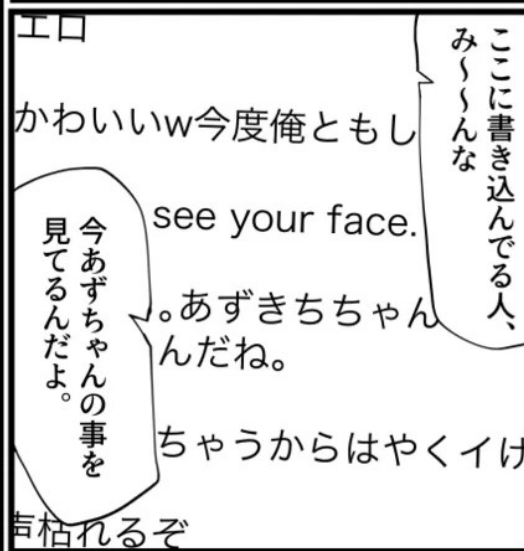 ここに書き込んでる人、
み～～んな
エロ
かわいいw今度俺ともし
see your face.
。あずきちちゃん
んだね。
今あずちゃんの事を
見てるんだよ。
ちゃうからはやくイけ
声枯れるぞ